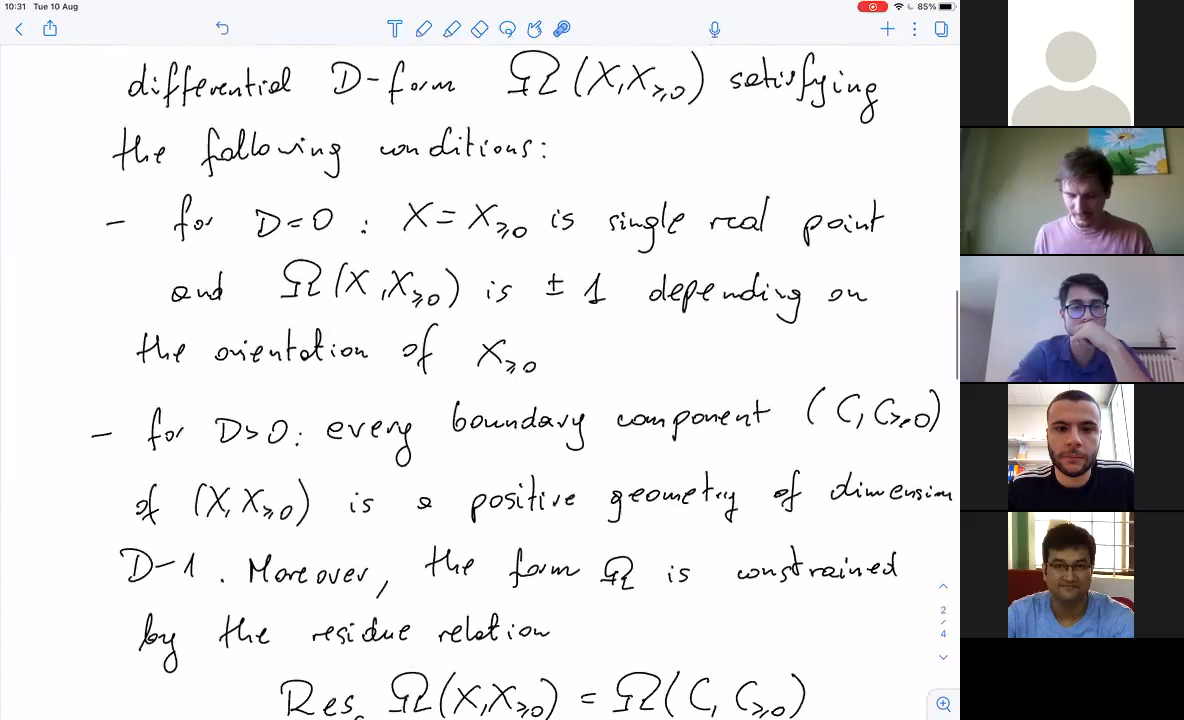 10:31 Tue 10 Aug
85%
differential D-form Ω(X,X≥0) satisfying
the following conditions:
- for D=0 : X = X≥0 is single real point
and Ω(X,X≥0) is ± 1 depending on
the orientation of X≥0
- for D>0: every boundary component (C, C≥0)
of (X, X≥0) is a positive geometry of dimension
D-1. Moreover, the form Ω is constrained
by the residue relation
Res_C Ω(X,X≥0) = Ω(C, C≥0)
2
/
4